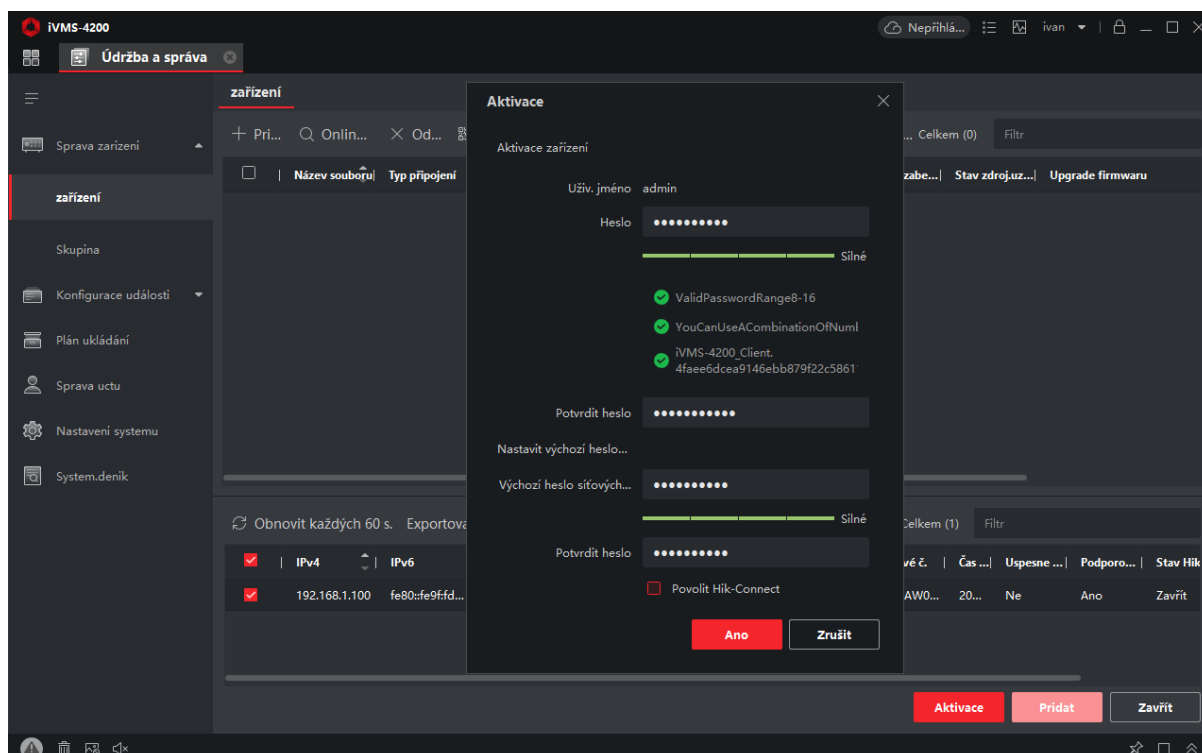 iVMS-4200
Nepřihlá...
ivan
Údržba a správa
zařízení
Pri...
Onlin...
Od...
... Celkem (0)
Filtr
Název souboru
Typ připojení
zabe...
Stav zdroj.uz...
Upgrade firmwaru
Sprava zarizeni
zařízení
Skupina
Konfigurace události
Plán ukládání
Sprava uctu
Nastaveni systemu
System.denik
Aktivace
Aktivace zařízení
Uživ. jméno admin
Heslo
Silné
ValidPasswordRange8-16
YouCanUseACombinationOfNuml
iVMS-4200_Client.
4faee6dcea9146ebb879f22c5861
Potvrdit heslo
Nastavit výchozí heslo...
Výchozí heslo síťových...
Silné
Potvrdit heslo
Povolit Hik-Connect
Ano
Zrušit
Obnovit každých 60 s.
Exportova
Celkem (1)
Filtr
IPv4
IPv6
vé č.
Čas ...
Uspesne ...
Podporo...
Stav Hik
192.168.1.100
fe80::fe9f:fd...
AW0...
20...
Ne
Ano
Zavřít
Aktivace
Pridat
Zavřít